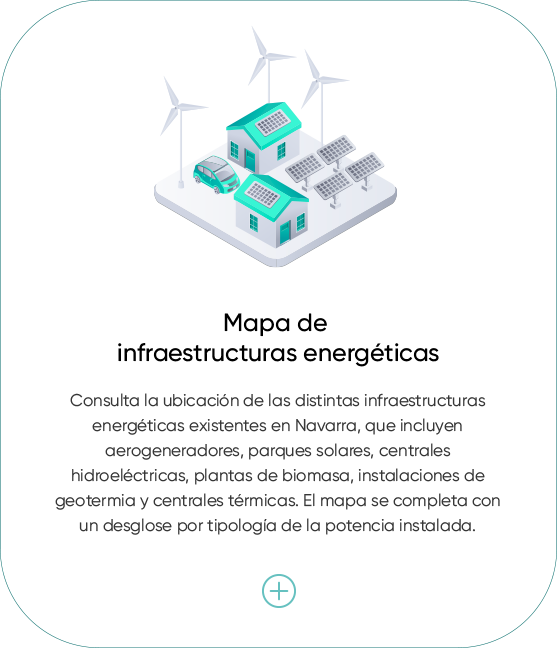 Mapa de
infraestructuras energéticas
Consulta la ubicación de las distintas infraestructuras
energéticas existentes en Navarra, que incluyen
aerogeneradores, parques solares, centrales
hidroeléctricas, plantas de biomasa, instalaciones de
geotermia y centrales térmicas. El mapa se completa con
un desglose por tipología de la potencia instalada.